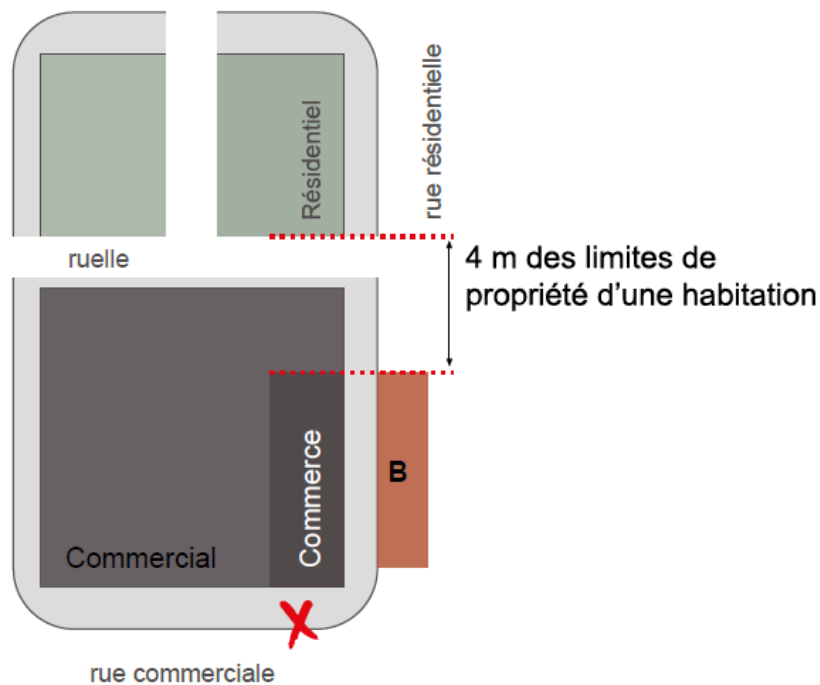 Résidentiel
rue résidentielle
ruelle
4 m des limites de
propriété d'une habitation
Commerce
B
Commercial
rue commerciale